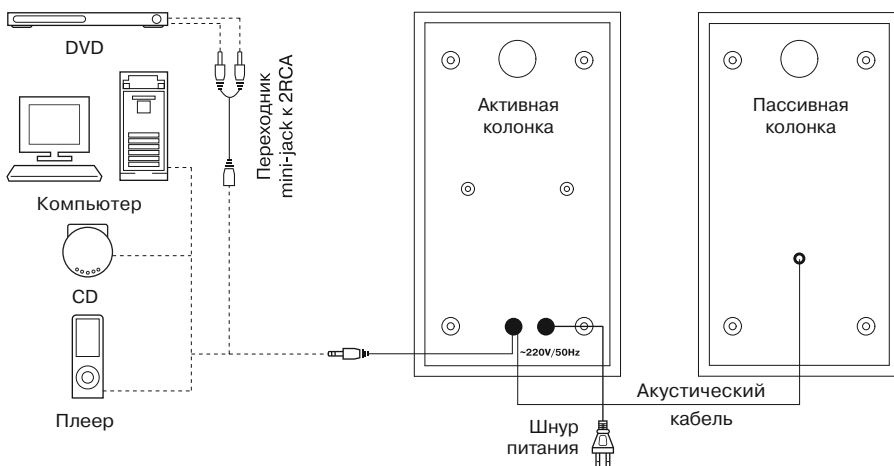 DVD
Компьютер
CD
Плеер
Переходник
mini-jack к 2RCA
Активная
колонка
~220V/50Hz
Шнур
питания
Пассивная
колонка
Акустический
кабель